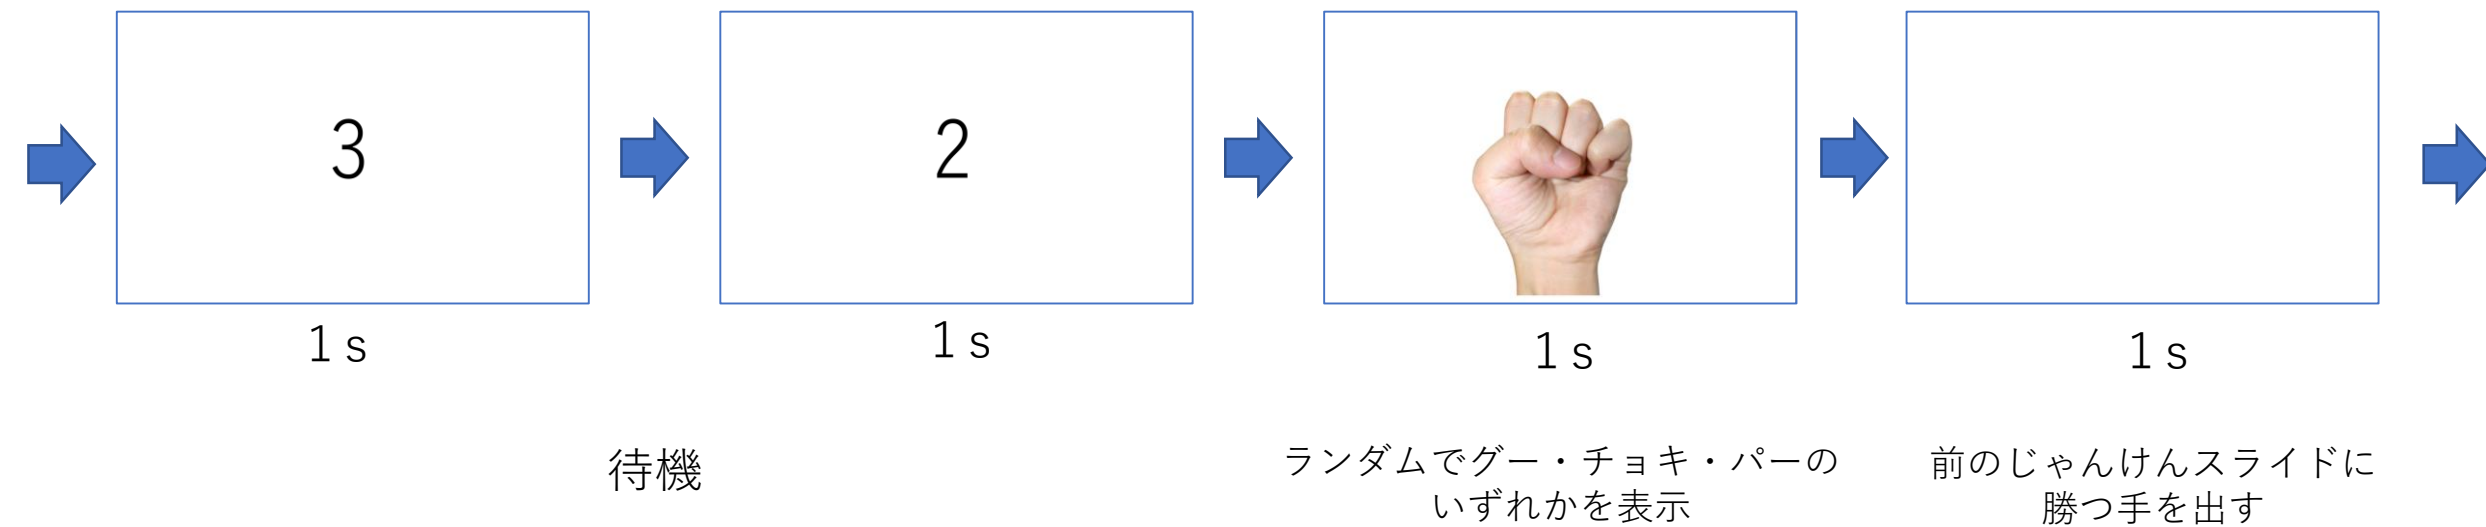 3
2
1 s
1 s
1 s
1 s
待機
ランダムでグー・チョキ・パーの
いずれかを表示
前のじゃんけんスライドに
勝つ手を出す